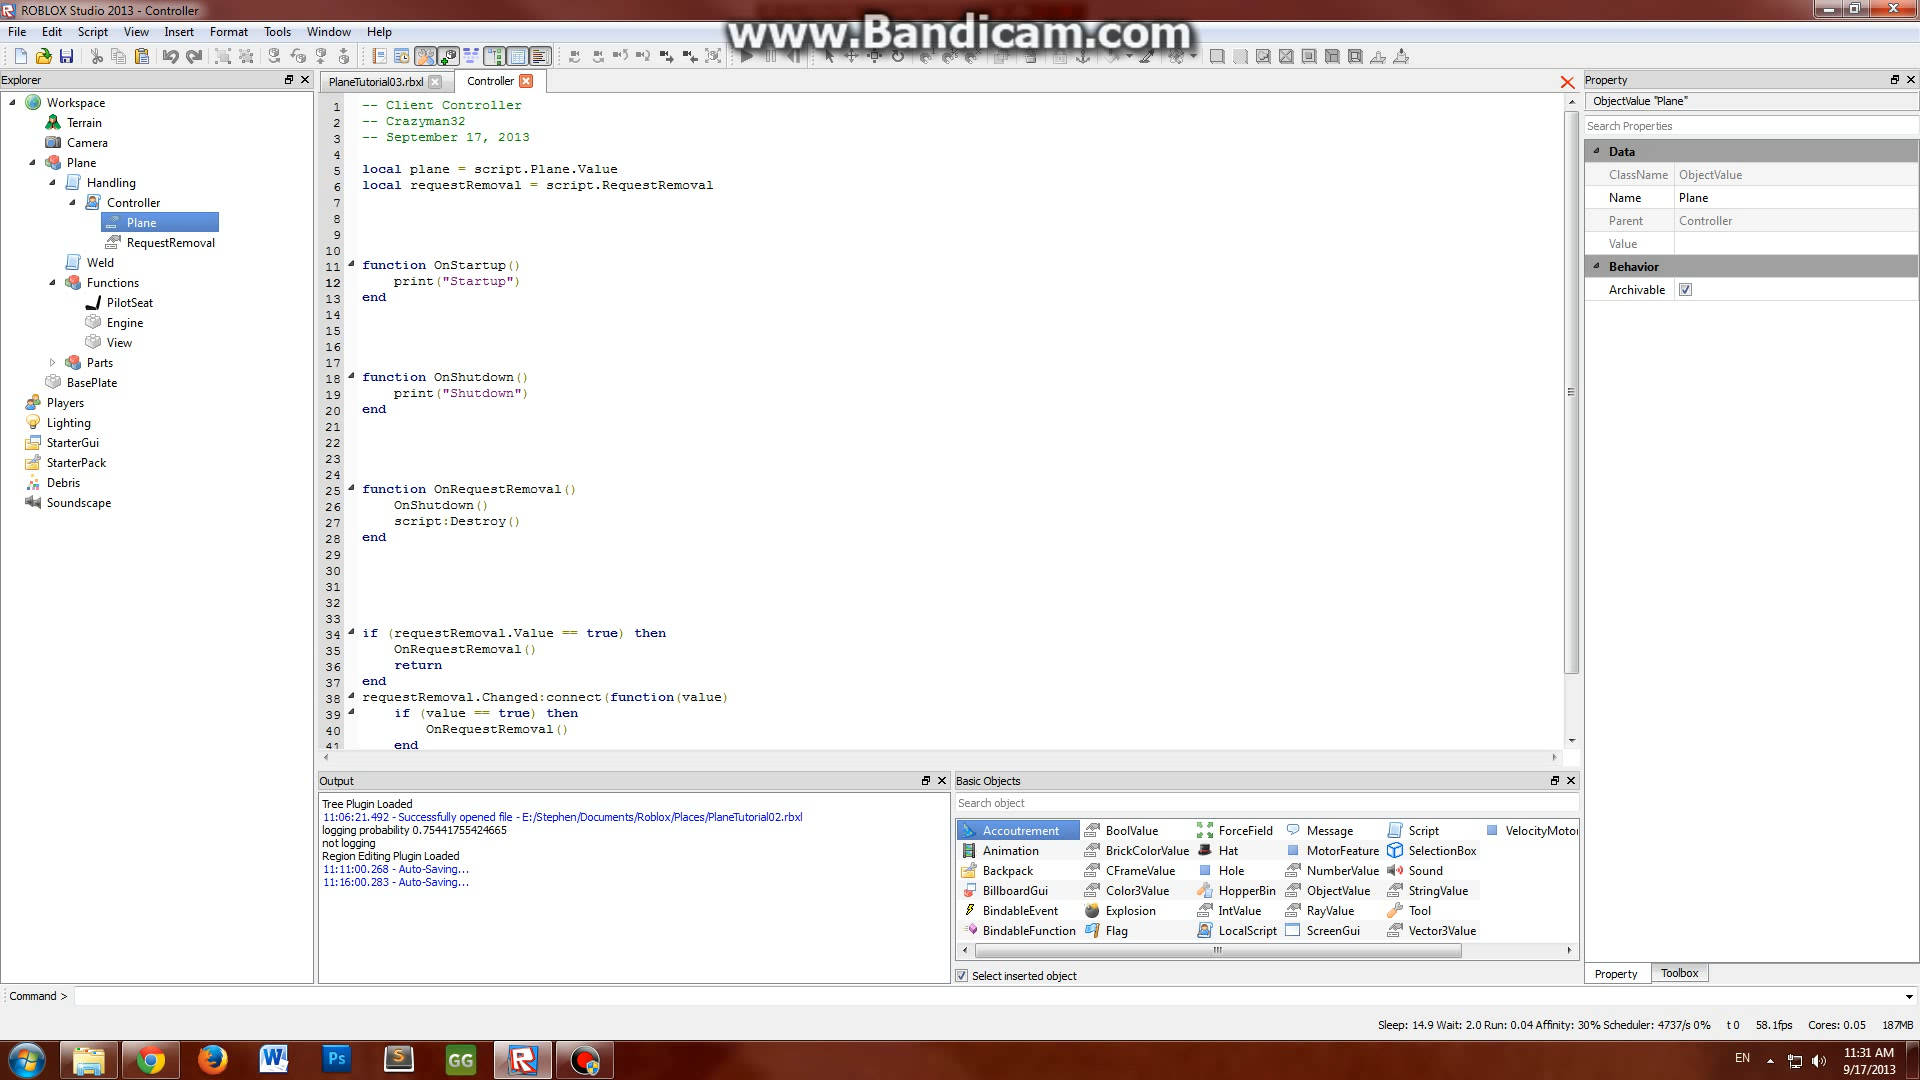 ROBLOX Studio 2013 - Controller
www.Bandicam.com
File Edit Script View Insert Format Tools Window Help
Explorer
Workspace
Terrain
Camera
Plane
Handling
Controller
Plane
RequestRemoval
Weld
Functions
PilotSeat
Engine
View
Parts
BasePlate
Players
Lighting
StarterGui
StarterPack
Debris
Soundscape
PlaneTutorial03.rbxl Controller
1 -- Client Controller
2 -- Crazyman32
3 -- September 17, 2013
4
5 local plane = script.Plane.Value
6 local requestRemoval = script.RequestRemoval
7
8
9
10
11 function OnStartup()
12 print("Startup")
13 end
14
15
16
17
18 function OnShutdown()
19 print("Shutdown")
20 end
21
22
23
24
25 function OnRequestRemoval()
26 OnShutdown()
27 script:Destroy()
28 end
29
30
31
32
33
34 if (requestRemoval.Value == true) then
35 OnRequestRemoval()
36 return
37 end
38 requestRemoval.Changed:connect(function(value)
39 if (value == true) then
40 OnRequestRemoval()
41 end
Output
Tree Plugin Loaded
11:06:21.492 - Successfully opened file - E:/Stephen/Documents/Roblox/Places/PlaneTutorial02.rbxl
logging probability 0.75441755424665
not logging
Region Editing Plugin Loaded
11:11:00.268 - Auto-Saving...
11:16:00.283 - Auto-Saving...
Basic Objects
Search object
Accoutrement BoolValue ForceField Message Script VelocityMoto
Animation BrickColorValue Hat MotorFeature SelectionBox
Backpack CFrameValue Hole NumberValue Sound
BillboardGui Color3Value HopperBin ObjectValue StringValue
BindableEvent Explosion IntValue RayValue Tool
BindableFunction Flag LocalScript ScreenGui Vector3Value
Select inserted object
Property
ObjectValue "Plane"
Search Properties
Data
ClassName ObjectValue
Name Plane
Parent Controller
Value
Behavior
Archivable
Property Toolbox
Command >
Sleep: 14.9 Wait: 2.0 Run: 0.04 Affinity: 30% Scheduler: 4737/s 0% t 0 58.1fps Cores: 0.05 187MB
W Ps S GG R
EN
11:31 AM
9/17/2013